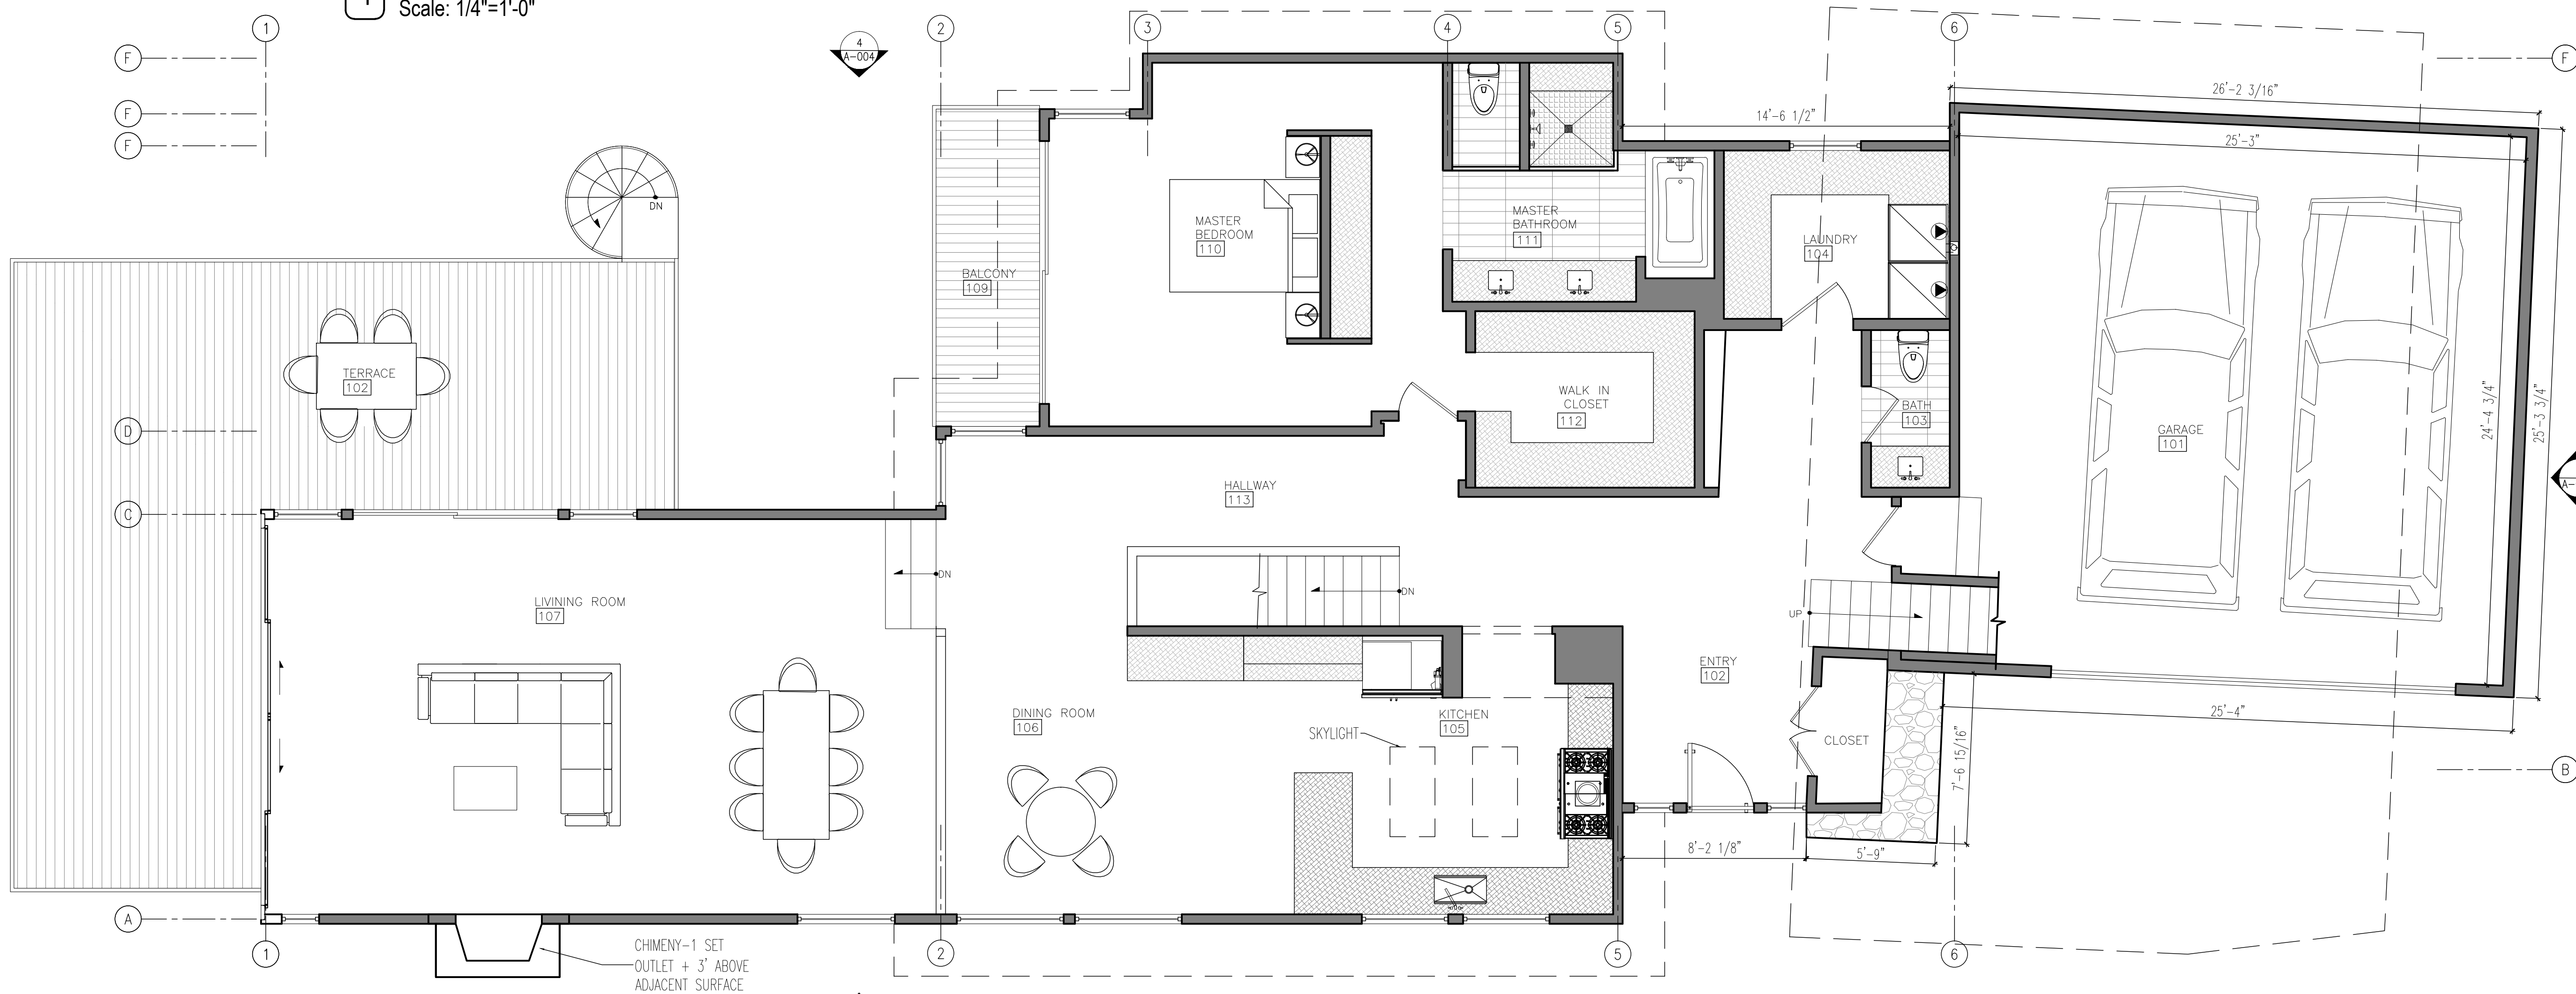 1
Scale: 1/4"=1'-0"
1
2
3
4
5
6
4
A-004
F
F
F
F
26'-2 3/16"
14'-6 1/2"
25'-3"
DN
MASTER
BEDROOM
110
MASTER
BATHROOM
111
LAUNDRY
104
BALCONY
109
TERRACE
102
WALK IN
CLOSET
112
BATH
103
GARAGE
101
24'-4 3/4"
25'-3 3/4"
D
HALLWAY
113
C
A-
DN
DN
LIVINING ROOM
107
UP
ENTRY
102
DINING ROOM
106
KITCHEN
105
SKYLIGHT
CLOSET
25'-4"
7'-6 15/16"
B
8'-2 1/8"
5'-9"
A
1
2
5
6
CHIMENY-1 SET
OUTLET + 3' ABOVE
ADJACENT SURFACE